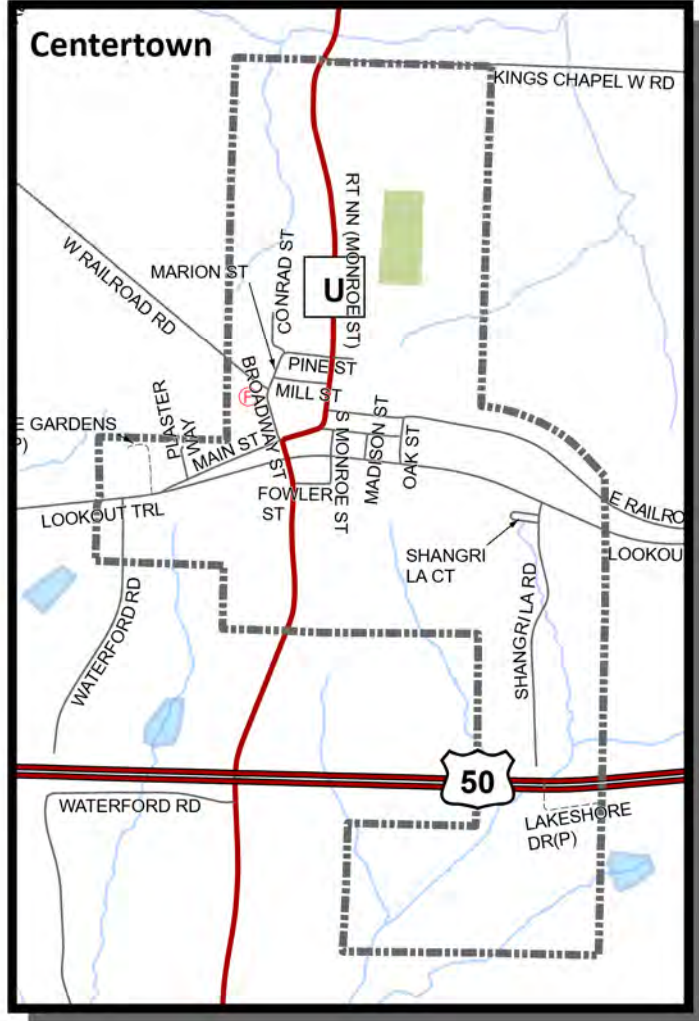 Centertown
KINGS CHAPEL W RD
RT NN (MONROE ST)
W RAILROAD RD
MARION ST
CONRAD ST
U
PINE ST
MILL ST
BROADWAY ST
F
E GARDENS
P)
PLASTER
WAY
MAIN ST
S MONROE ST
MADISON ST
OAK ST
FOWLER
ST
LOOKOUT TRL
E RAILRO
LOOKOU
SHANGRI
LA CT
SHANGRI LA RD
WATERFORD RD
50
WATERFORD RD
LAKESHORE
DR(P)